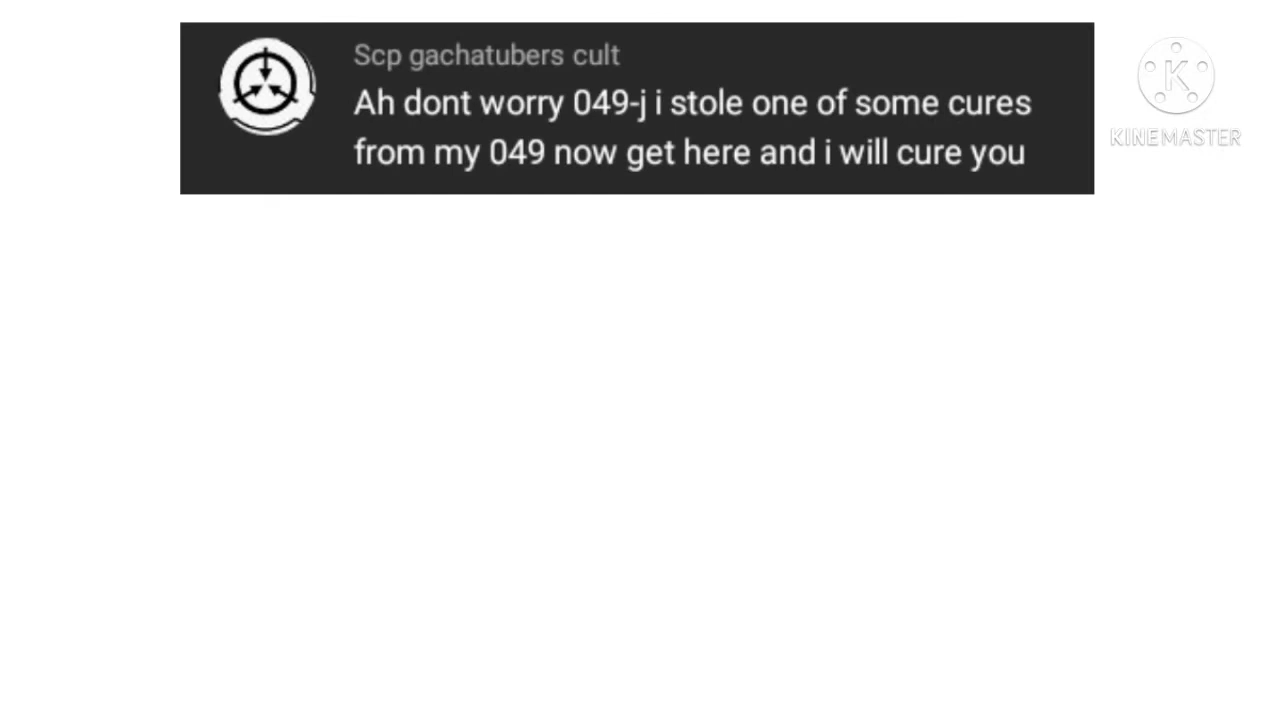 Scp gachatubers cult
Ah dont worry 049-j i stole one of some cures
from my 049 now get here and i will cure you
K
KINEMASTER